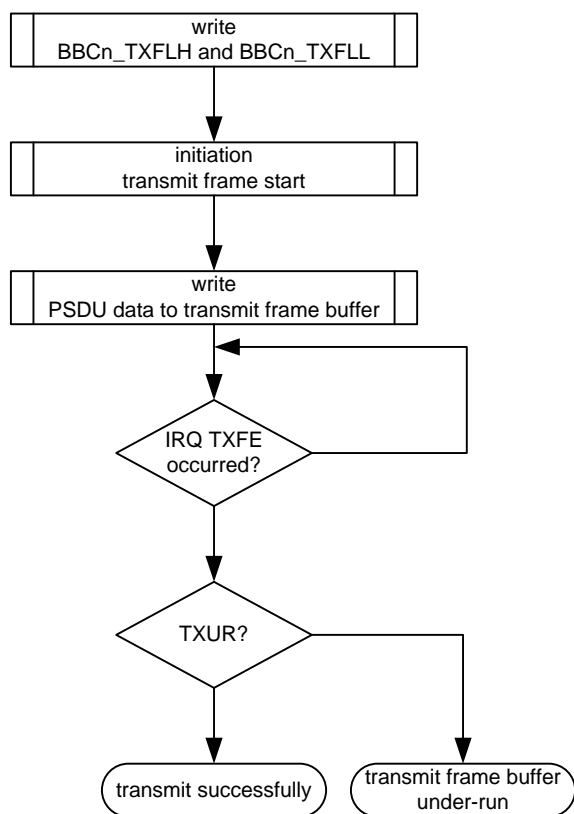 write
BBCn_TXFLH and BBCn_TXFLL
initiation
transmit frame start
write
PSDU data to transmit frame buffer
IRQ TXFE
occurred?
TXUR?
transmit successfully
transmit frame buffer
under-run